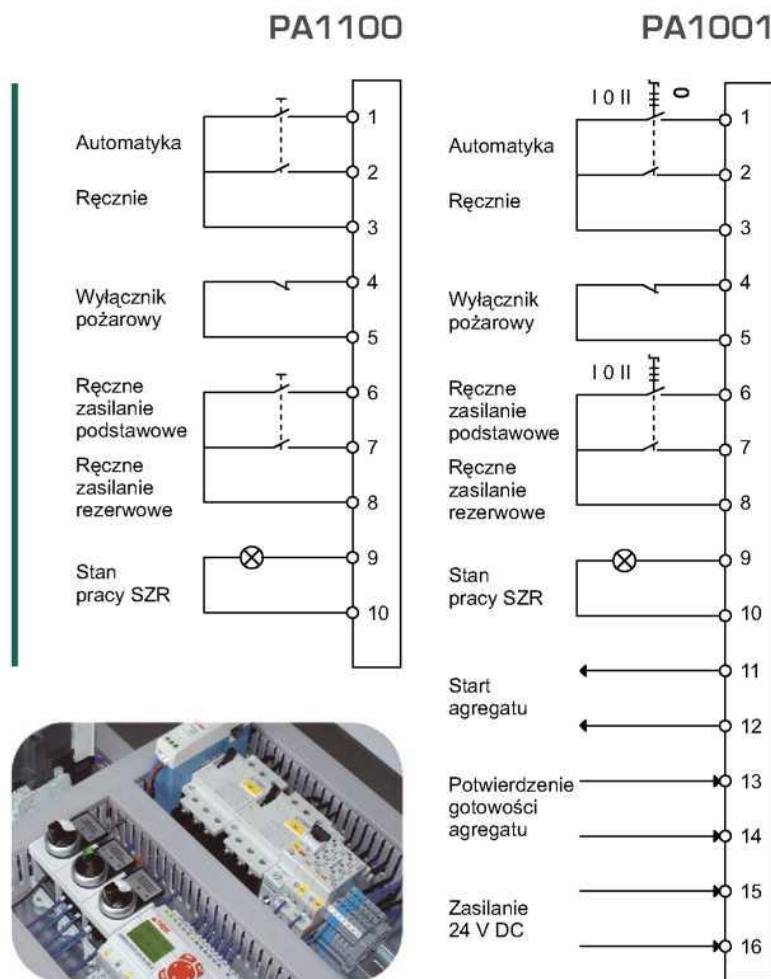 PA1100
1
Automatyka
2
Ręcznie
3
4
Wyłącznik
pożarowy
5
Ręczne
6
zasilanie
podstawowe
7
Ręczne
zasilanie
rezerwowe
8
9
Stan
pracy SZR
10
PA1001
I 0 II
0
1
Automatyka
2
Ręcznie
3
4
Wyłącznik
pożarowy
5
I 0 II
Ręczne
6
zasilanie
podstawowe
7
Ręczne
zasilanie
rezerwowe
8
9
Stan
pracy SZR
10
11
Start
agregatu
12
Potwierdzenie
13
gotowości
agregatu
14
15
Zasilanie
24 V DC
16